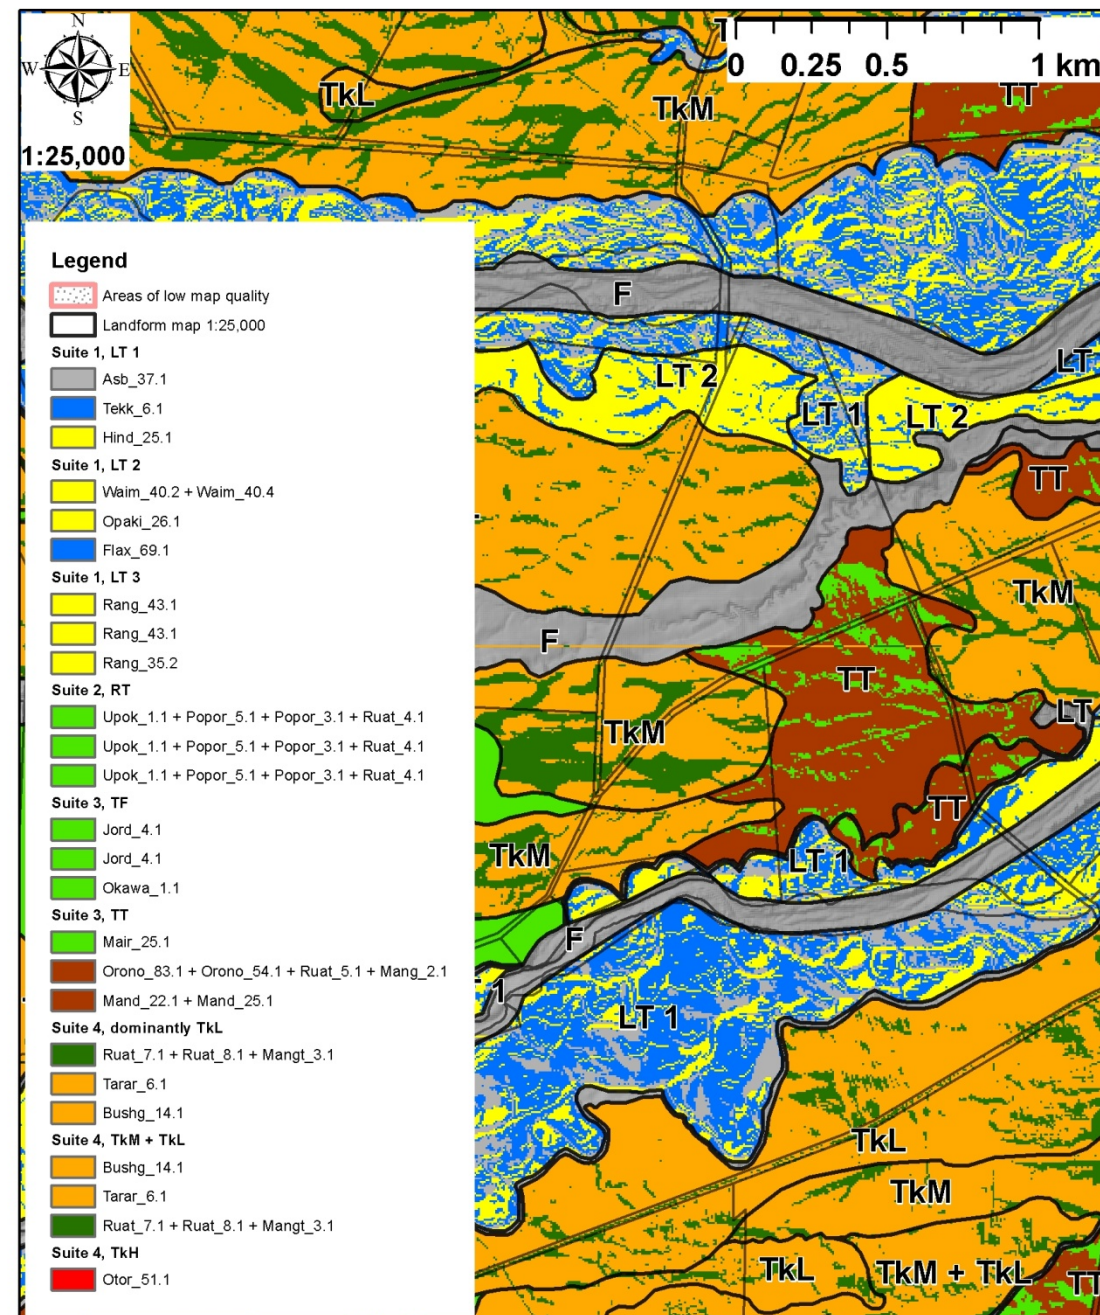 N
W E
S
1:25,000
0 0.25 0.5 1 km
TkL
TkM
TT
F
LT
LT 2
LT 1
LT 2
TT
TkM
F
TT
LT
TkM
TT
TkM
LT 1
F
1
LT 1
TkL
TkM
TkL
TkM + TkL
TT
Legend
Areas of low map quality
Landform map 1:25,000
Suite 1, LT 1
Asb_37.1
Tekk_6.1
Hind_25.1
Suite 1, LT 2
Waim_40.2 + Waim_40.4
Opaki_26.1
Flax_69.1
Suite 1, LT 3
Rang_43.1
Rang_43.1
Rang_35.2
Suite 2, RT
Upok_1.1 + Popor_5.1 + Popor_3.1 + Ruat_4.1
Upok_1.1 + Popor_5.1 + Popor_3.1 + Ruat_4.1
Upok_1.1 + Popor_5.1 + Popor_3.1 + Ruat_4.1
Suite 3, TF
Jord_4.1
Jord_4.1
Okawa_1.1
Suite 3, TT
Mair_25.1
Orono_83.1 + Orono_54.1 + Ruat_5.1 + Mang_2.1
Mand_22.1 + Mand_25.1
Suite 4, dominantly TkL
Ruat_7.1 + Ruat_8.1 + Mangt_3.1
Tarar_6.1
Bushg_14.1
Suite 4, TkM + TkL
Bushg_14.1
Tarar_6.1
Ruat_7.1 + Ruat_8.1 + Mangt_3.1
Suite 4, TkH
Otor_51.1